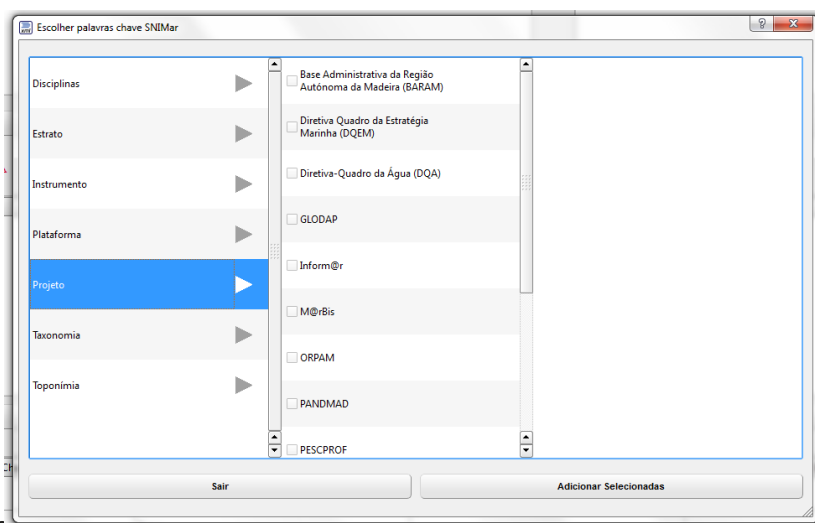 Escolher palavras chave SNIMar
Disciplinas
Estrato
Instrumento
Plataforma
Projeto
Taxonomia
Toponímia
Base Administrativa da Região
Autónoma da Madeira (BARAM)
Diretiva Quadro da Estratégia
Marinha (DQEM)
Diretiva-Quadro da Água (DQA)
GLODAP
Inform@r
M@rBis
ORPAM
PANDMAD
PESCPROF
Sair
Adicionar Selecionadas